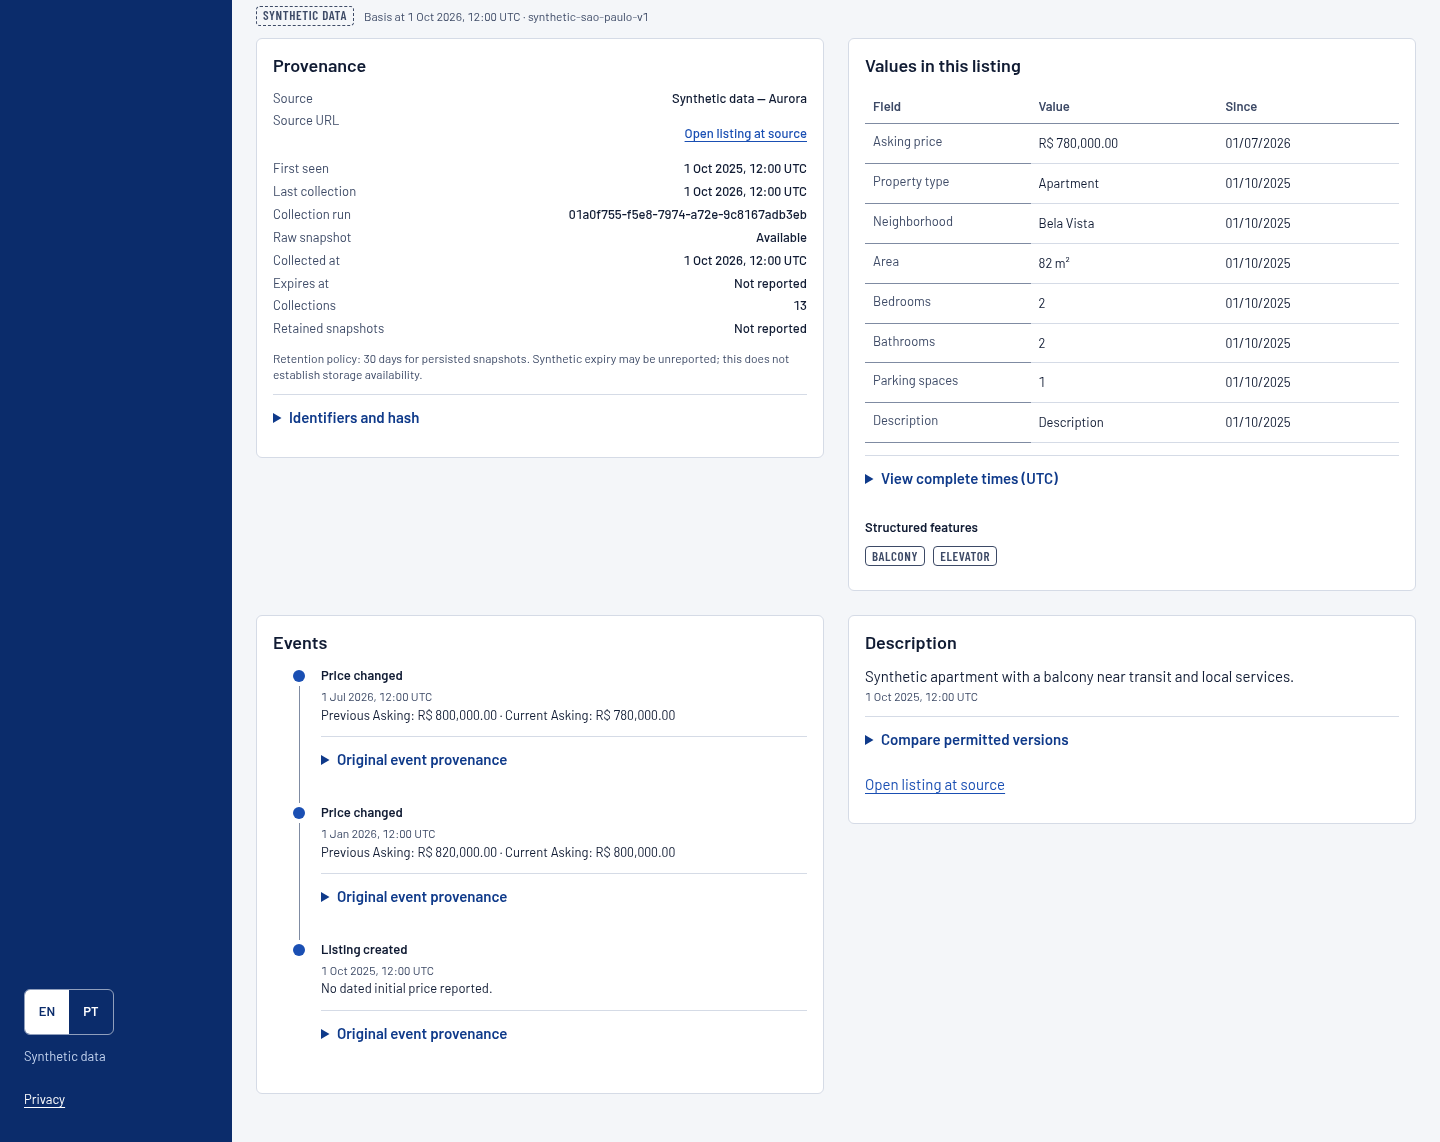 SYNTHETIC DATA Basis at 1 Oct 2026, 12:00 UTC · synthetic-sao-paulo-v1
Provenance
Source Synthetic data — Aurora
Source URL
Open listing at source
First seen 1 Oct 2025, 12:00 UTC
Last collection 1 Oct 2026, 12:00 UTC
Collection run 01a0f755-f5e8-7974-a72e-9c8167adb3eb
Raw snapshot Available
Collected at 1 Oct 2026, 12:00 UTC
Expires at Not reported
Collections 13
Retained snapshots Not reported
Retention policy: 30 days for persisted snapshots. Synthetic expiry may be unreported; this does not
establish storage availability.
Identifiers and hash
Values in this listing
Field Value Since
Asking price R$ 780,000.00 01/07/2026
Property type Apartment 01/10/2025
Neighborhood Bela Vista 01/10/2025
Area 82 m² 01/10/2025
Bedrooms 2 01/10/2025
Bathrooms 2 01/10/2025
Parking spaces 1 01/10/2025
Description Description 01/10/2025
View complete times (UTC)
Structured features
BALCONY ELEVATOR
Events
Price changed
1 Jul 2026, 12:00 UTC
Previous Asking: R$ 800,000.00 · Current Asking: R$ 780,000.00
Original event provenance
Price changed
1 Jan 2026, 12:00 UTC
Previous Asking: R$ 820,000.00 · Current Asking: R$ 800,000.00
Original event provenance
Listing created
1 Oct 2025, 12:00 UTC
No dated initial price reported.
Original event provenance
Description
Synthetic apartment with a balcony near transit and local services.
1 Oct 2025, 12:00 UTC
Compare permitted versions
Open listing at source
EN PT
Synthetic data
Privacy